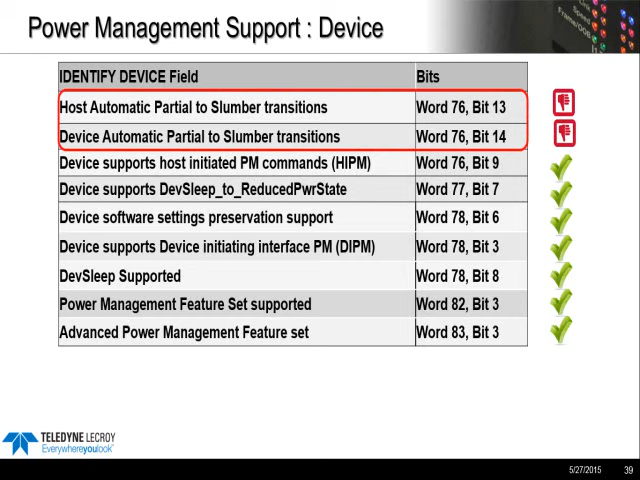 Power Management Support : Device
Speed
Frame/OOB
IDENTIFY DEVICE Field Bits
Host Automatic Partial to Slumber transitions Word 76, Bit 13
Device Automatic Partial to Slumber transitions Word 76, Bit 14
Device supports host initiated PM commands (HIPM) Word 76, Bit 9
Device supports DevSleep_to_ReducedPwrState Word 77, Bit 7
Device software settings preservation support Word 78, Bit 6
Device supports Device initiating interface PM (DIPM) Word 78, Bit 3
DevSleep Supported Word 78, Bit 8
Power Management Feature Set supported Word 82, Bit 3
Advanced Power Management Feature set Word 83, Bit 3
TELEDYNE LECROY
Everywhereyoulook
5/27/2015 39